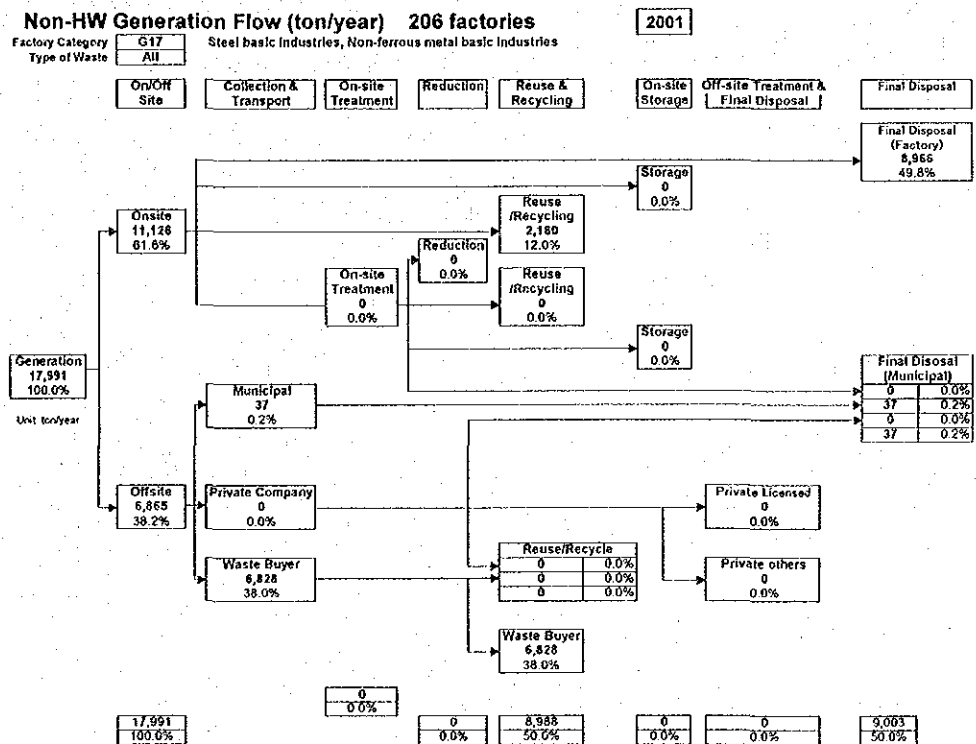 Non-HW Generation Flow (ton/year) 206 factories 2001
Factory Category G17 Steel basic Industries, Non-ferrous metal basic Industries
Type of Waste All
On/Off Site
Collection & Transport
On-site Treatment
Reduction
Reuse & Recycling
On-site Storage
Off-site Treatment & Final Disposal
Final Disposal
Final Disposal
(Factory)
8,966
49.8%
Storage
0
0.0%
Onsite
11,126
61.8%
Reuse
/Recycling
2,160
12.0%
Reduction
0
0.0%
On-site
Treatment
0
0.0%
Reuse
/Recycling
0
0.0%
Storage
0
0.0%
Generation
17,991
100.0%
Unit ton/year
Municipal
37
0.2%
Final Disosal
(Municipal)
0 0.0%
37 0.2%
0 0.0%
37 0.2%
Offsite
6,865
38.2%
Private Company
0
0.0%
Private Licensed
0
0.0%
Waste Buyer
6,828
38.0%
Reuse/Recycle
0 0.0%
0 0.0%
0 0.0%
Private others
0
0.0%
Waste Buyer
6,828
38.0%
0
0.0%
17,991 0 8,988 0 0 9,003
100.0% 0.0% 50.0% 0.0% 0.0% 50.0%